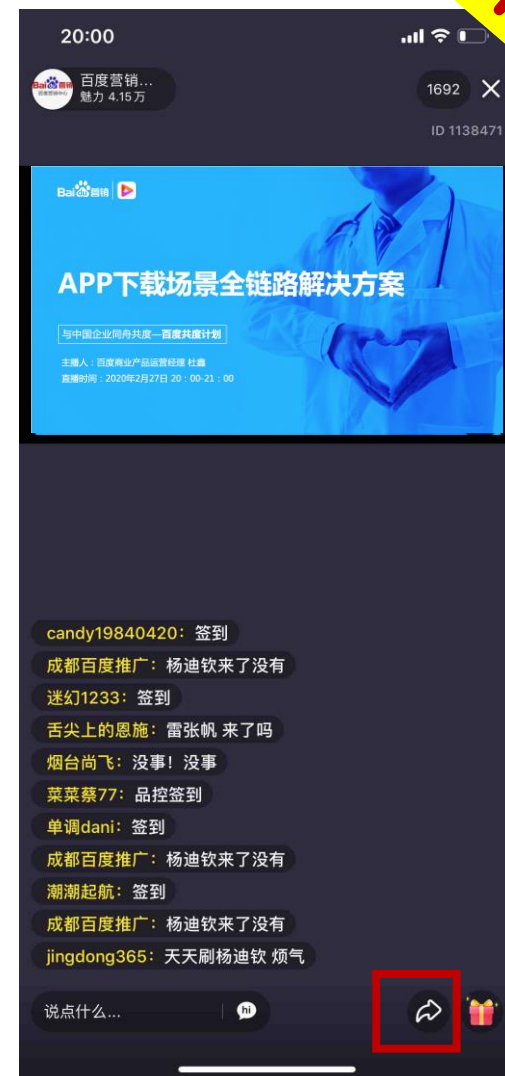 20:00
百度营销...
魅力 4.15万
1692
ID 1138471
Bai 营销
APP下载场景全链路解决方案
与中国企业同舟共度—百度共度计划
主播人：百度商业产品运营经理 杜鑫
直播时间：2020年2月27日 20：00-21：00
candy19840420：签到
成都百度推广：杨迪钦来了没有
迷幻1233：签到
舌尖上的恩施：雷张帆 来了吗
烟台尚飞：没事！没事
菜菜蔡77：品控签到
单调dani：签到
成都百度推广：杨迪钦来了没有
潮潮起航：签到
成都百度推广：杨迪钦来了没有
jingdong365：天天刷杨迪钦 烦气
说点什么...
hi